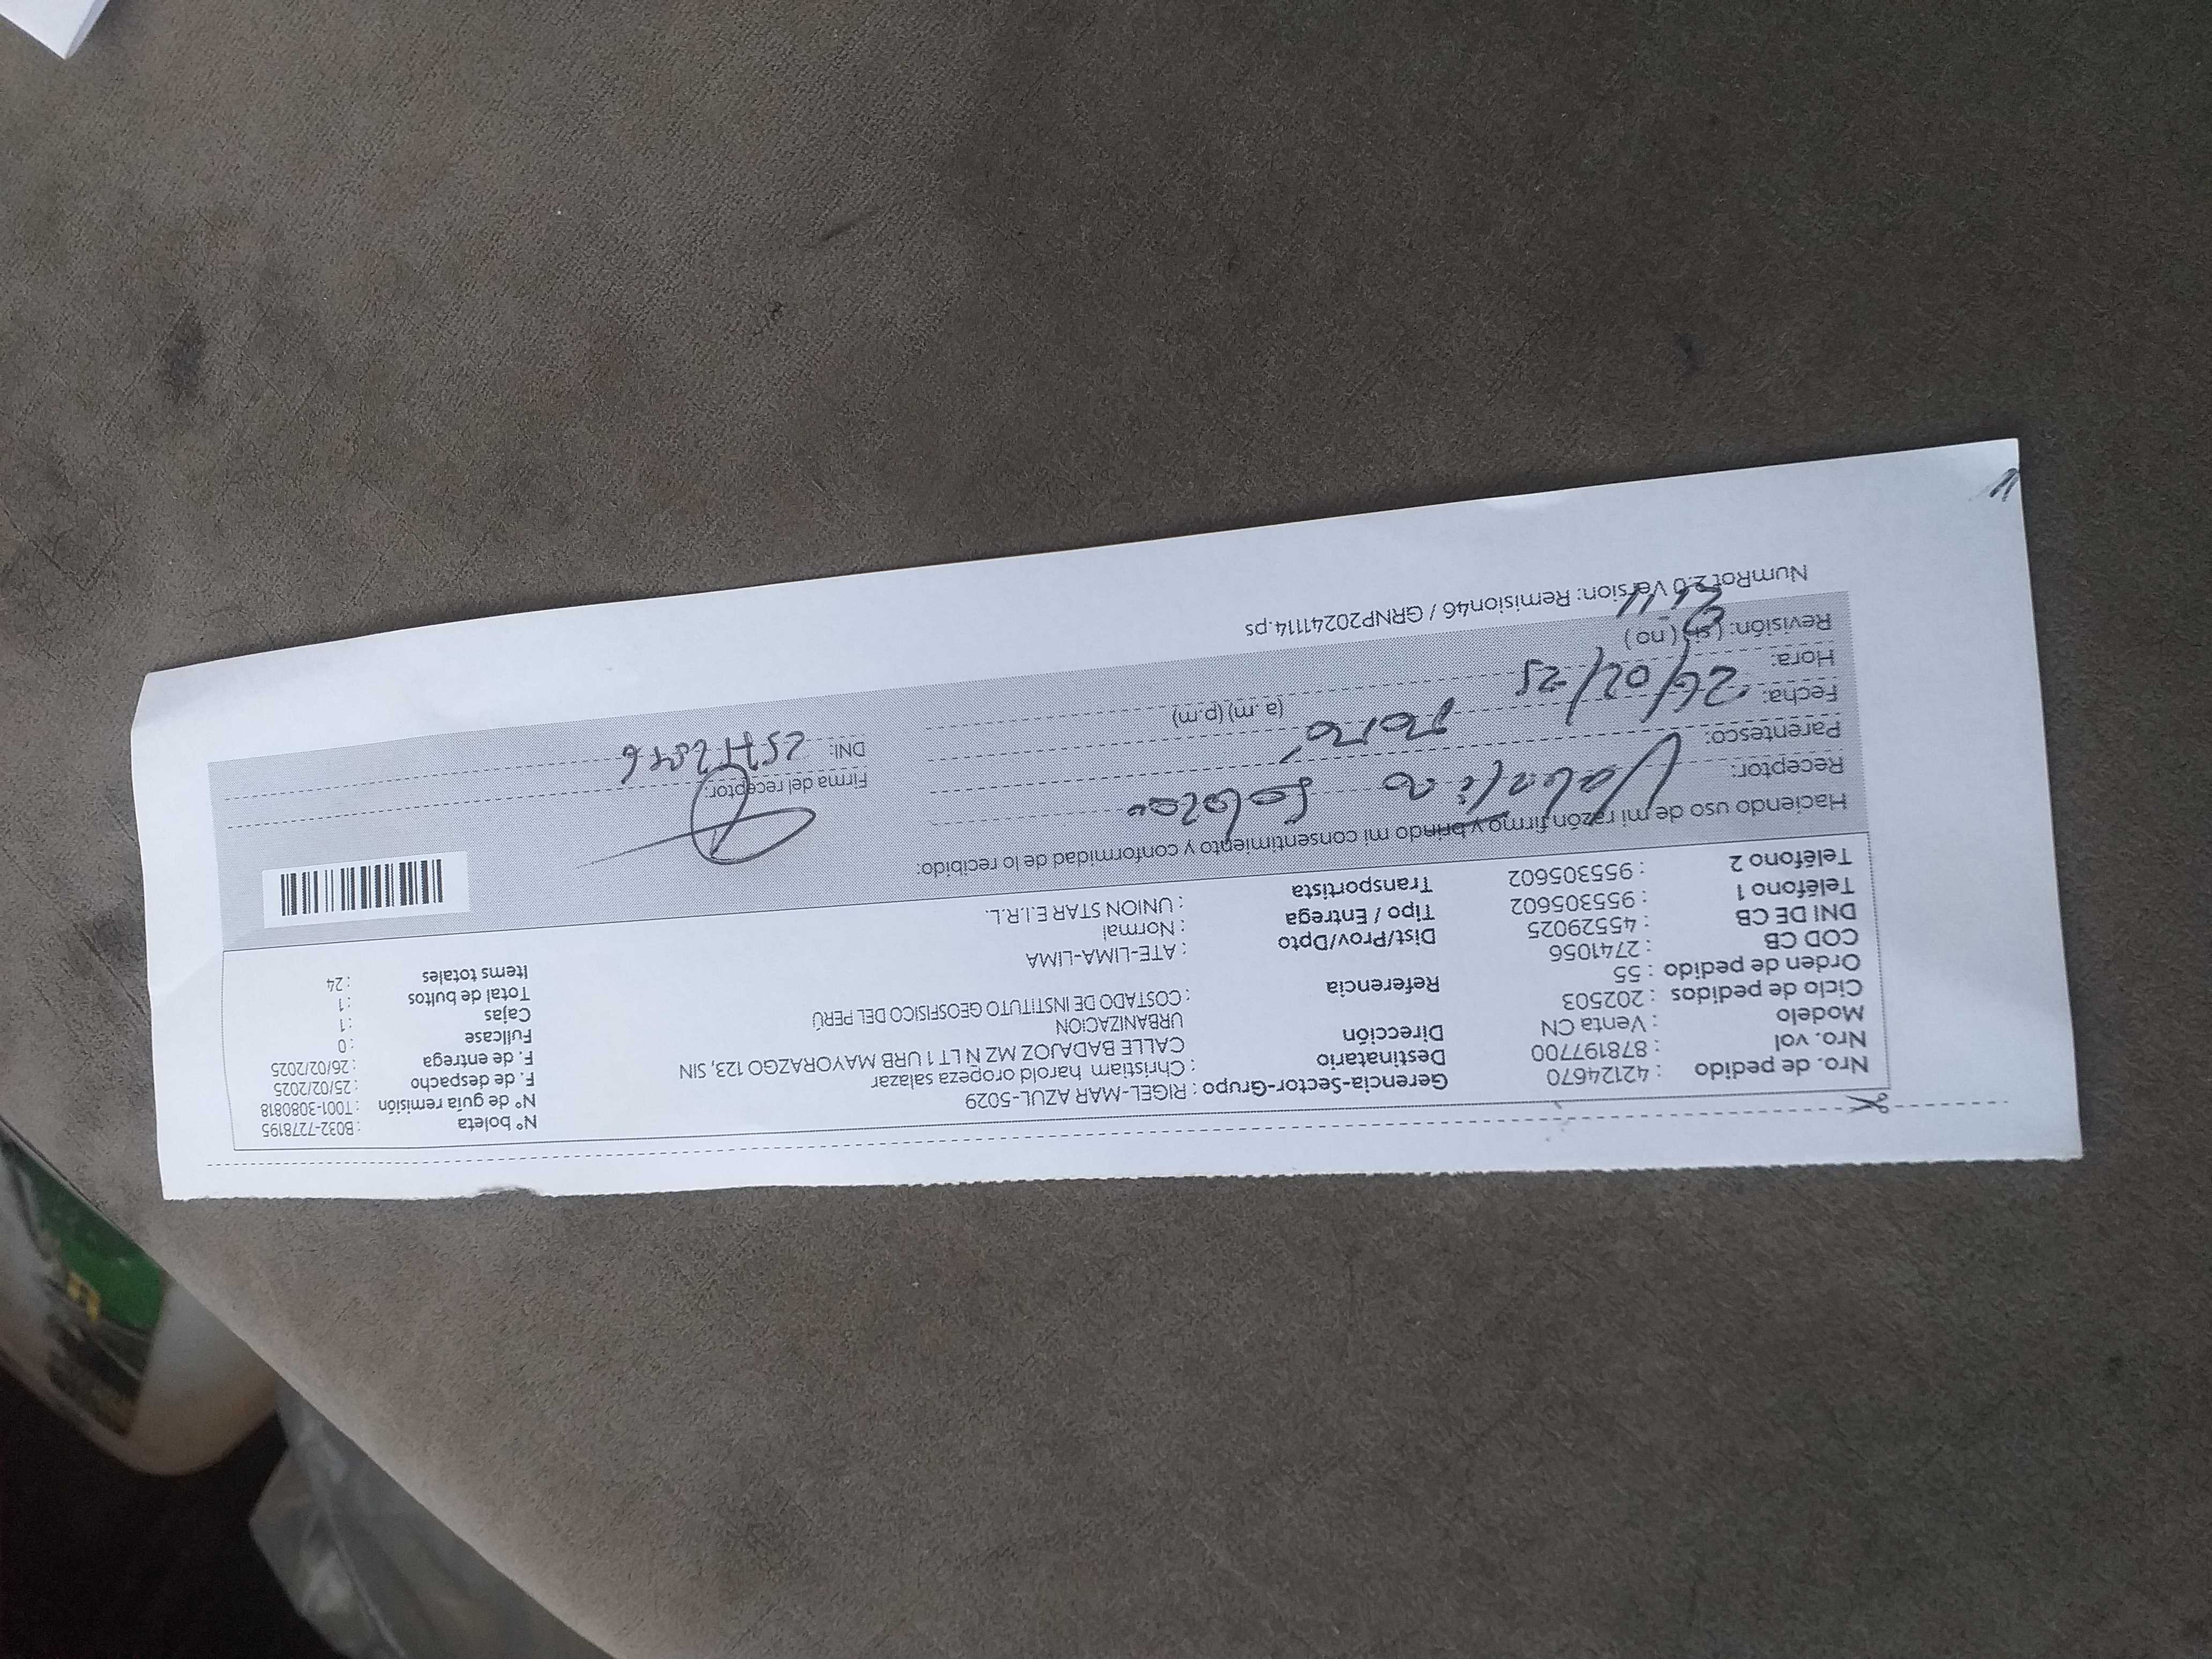 Nro. de pedido : 42124670 Gerencia-Sector-Grupo : RIGEL-MAR AZUL-5029 N° boleta : B032-7278195
Nro. vol : 878197700 Destinatario : Christiam harold oropeza salazar N° de guía remisión : T001-3080818
Modelo : Venta CN Dirección CALLE BADAJOZ MZ N LT 1 URB MAYORAZGO 123, SIN F. de despacho : 25/02/2025
Ciclo de pedidos : 202503 URBANIZACION F. de entrega : 26/02/2025
Orden de pedido : 55 Referencia : COSTADO DE INSTITUTO GEOSFISICO DEL PERÚ Fullcase : 0
COD CB : 2741056 Cajas : 1
DNI DE CB : 45529025 Dist/Prov/Dpto : ATE-LIMA-LIMA Total de bultos : 1
Teléfono 1 : 955305602 Tipo / Entrega : Normal Items totales : 24
Teléfono 2 : 955305602 Transportista : UNION STAR E.I.R.L.
Haciendo uso de mi razón firmo y brindo mi consentimiento y conformidad de lo recibido:
Receptor: Valentina Salazar Firma del receptor:
Parentesco: DNI:
Fecha: 26/02/25
Hora: (a.m) (p.m)
Revisión: (si) (no)
NumRot2.0 Version: Remision46 / GRNP20241114.ps